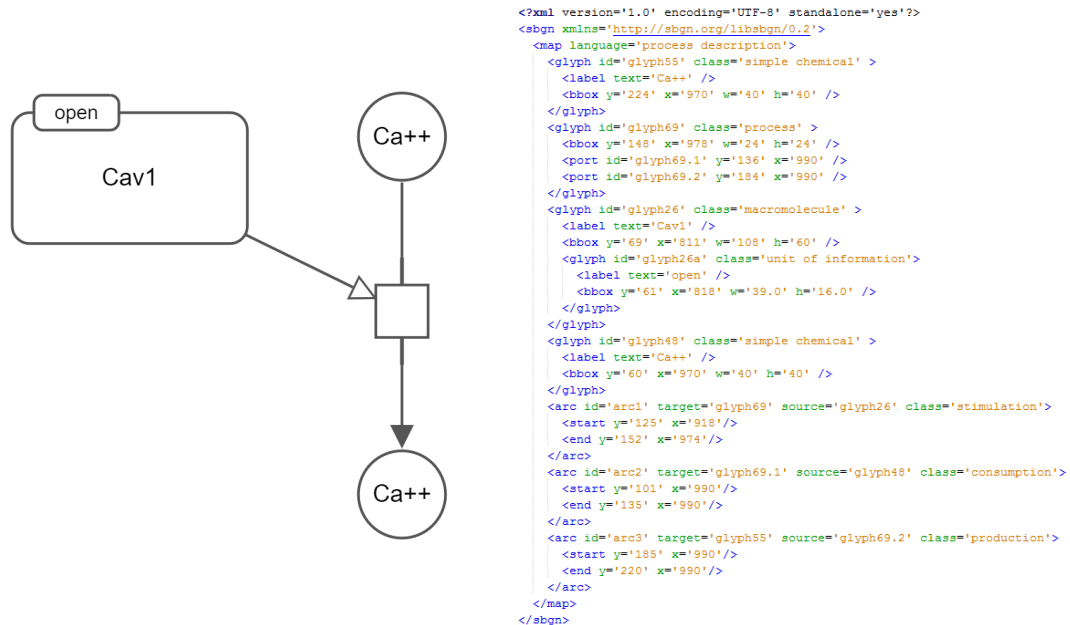 open
Cav1
Ca++
Ca++
<?xml version='1.0' encoding='UTF-8' standalone='yes'?>
<sbgn xmlns='http://sbgn.org/libsbgn/0.2'>
<map language='process description'>
<glyph id='glyph55' class='simple chemical' >
<label text='Ca++' />
<bbox y='224' x='970' w='40' h='40' />
</glyph>
<glyph id='glyph69' class='process' >
<bbox y='148' x='978' w='24' h='24' />
<port id='glyph69.1' y='136' x='990' />
<port id='glyph69.2' y='184' x='990' />
</glyph>
<glyph id='glyph26' class='macromolecule' >
<label text='Cav1' />
<bbox y='69' x='811' w='108' h='60' />
<glyph id='glyph26a' class='unit of information'>
<label text='open' />
<bbox y='61' x='818' w='39.0' h='16.0' />
</glyph>
</glyph>
<glyph id='glyph48' class='simple chemical' >
<label text='Ca++' />
<bbox y='60' x='970' w='40' h='40' />
</glyph>
<arc id='arc1' target='glyph69' source='glyph26' class='stimulation'>
<start y='125' x='918'/>
<end y='152' x='974'/>
</arc>
<arc id='arc2' target='glyph69.1' source='glyph48' class='consumption'>
<start y='101' x='990'/>
<end y='135' x='990'/>
</arc>
<arc id='arc3' target='glyph55' source='glyph69.2' class='production'>
<start y='185' x='990'/>
<end y='220' x='990'/>
</arc>
</map>
</sbgn>